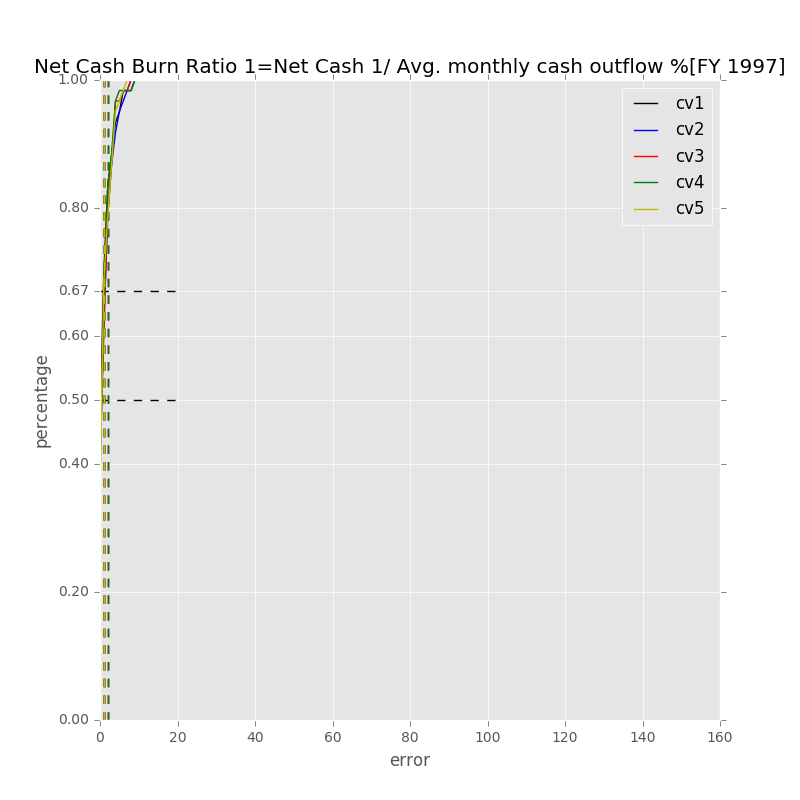 Net Cash Burn Ratio 1=Net Cash 1/ Avg. monthly cash outflow %[FY 1997]
1.00
0.80
0.67
0.60
0.50
0.40
0.20
0.00
percentage
cv1
cv2
cv3
cv4
cv5
0 20 40 60 80 100 120 140 160
error